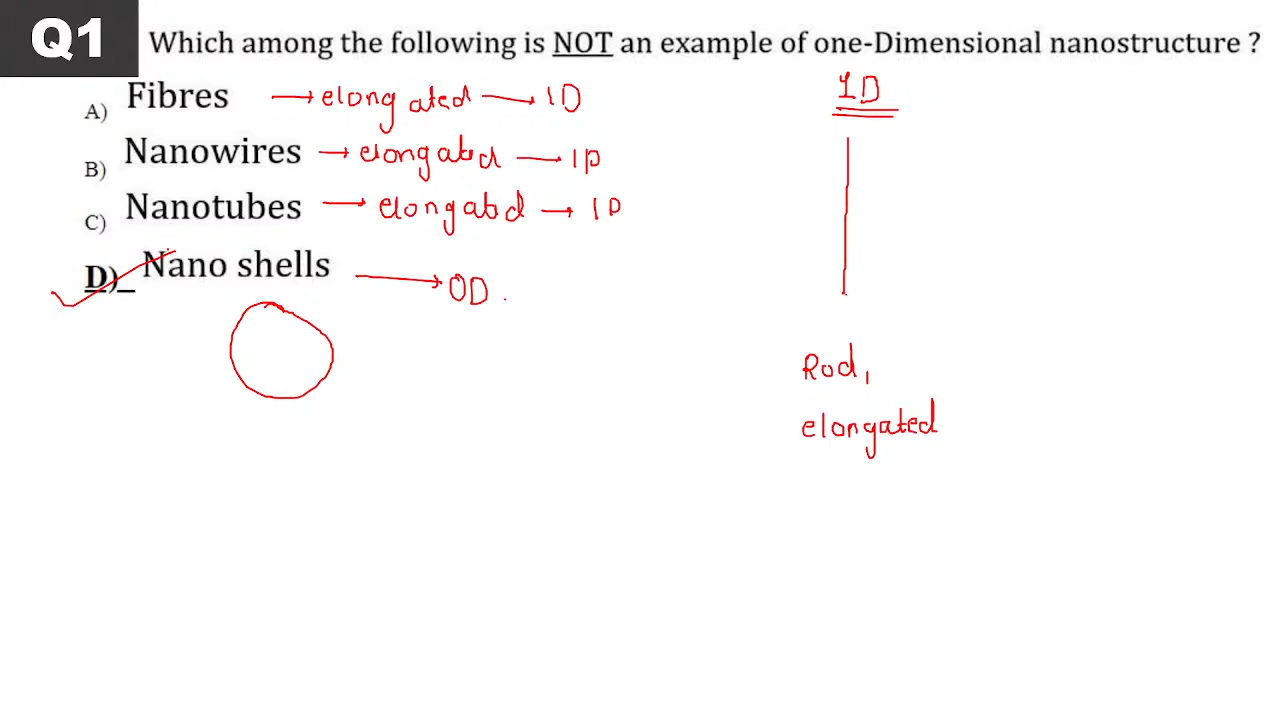 Q1 Which among the following is NOT an example of one-Dimensional nanostructure ?
A) Fibres → elongated → 1D
B) Nanowires → elongated → 1D
C) Nanotubes → elongatd → 1D
D) Nano shells → 0D
1D
Rod,
elongated